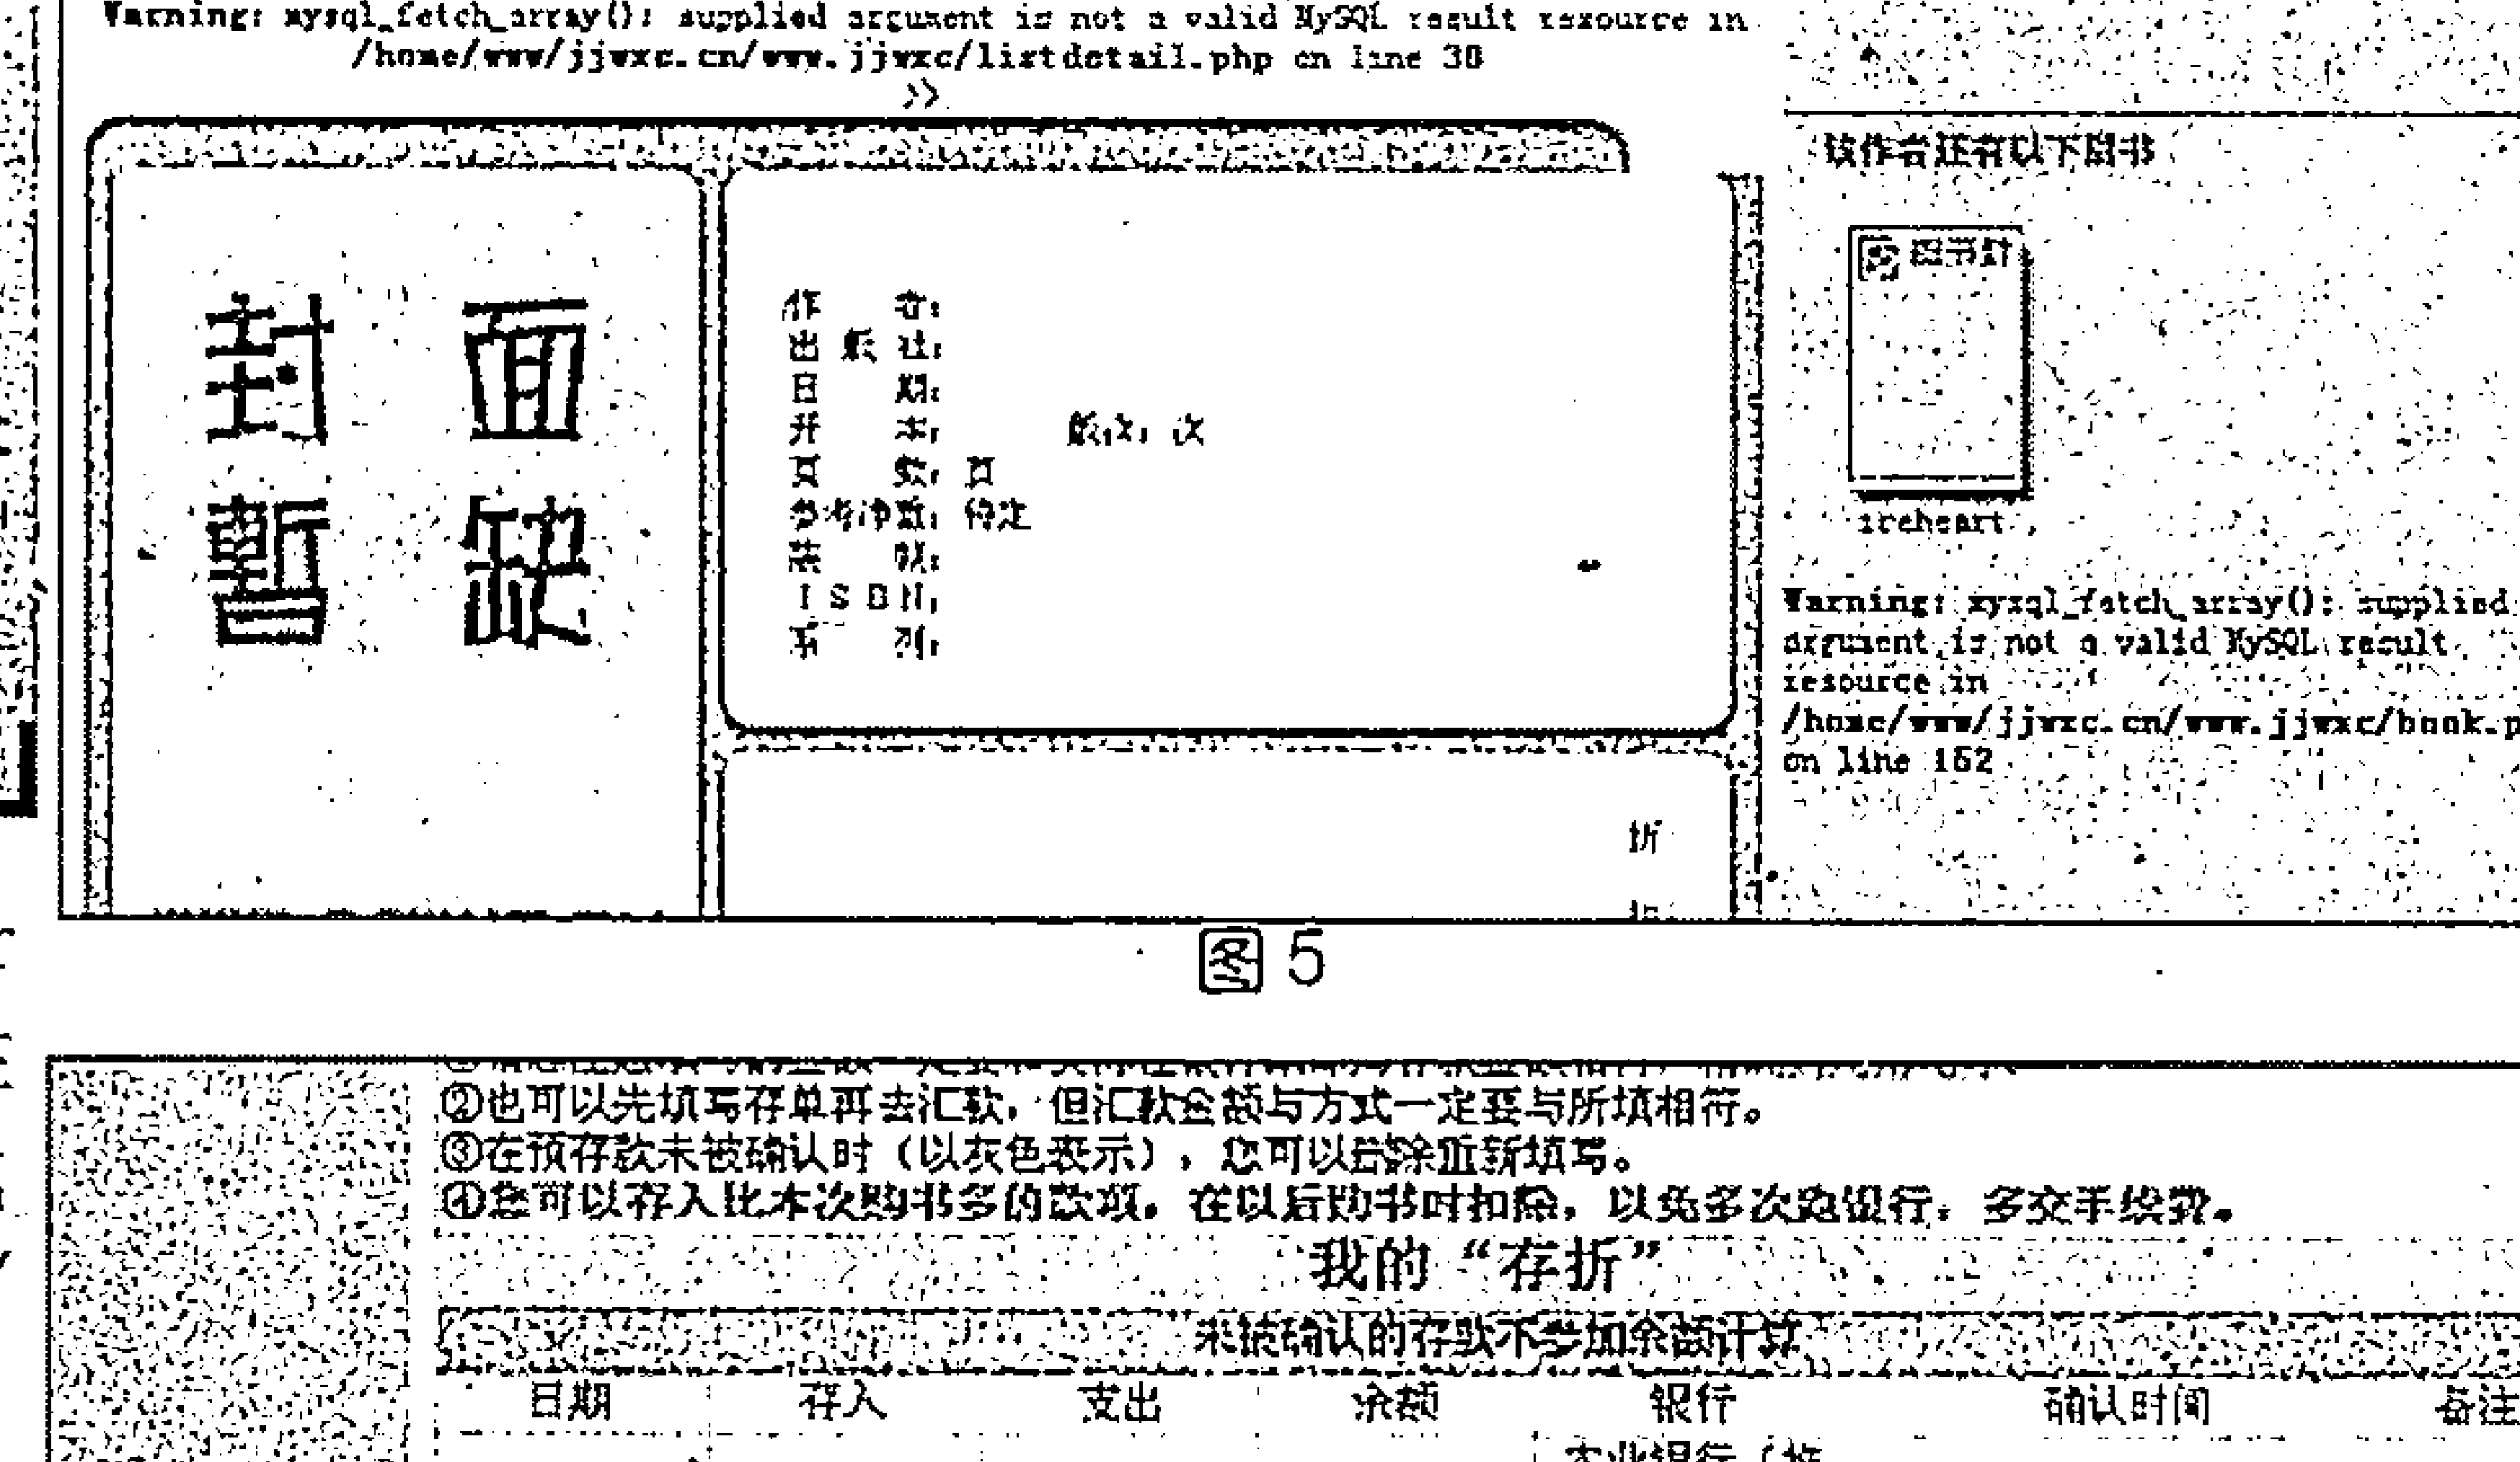 Warning: mysql_fetch_array(): supplied argument is not a valid MySQL result resource in
/home/www/jjwxc.cn/www.jjwxc/listdetail.php on line 30
>>
封 面
暂 缺
作 者:
出 版 社:
日 期:
开 本: 版次: 次
页 数: 页
参考净重: 待定
装 帧:
I S B N:
系 列:
折
该作者还有以下图书
图书封
Warning: mysql_fetch_array(): supplied
argument is not a valid MySQL result
resource in
/home/www/jjwxc.cn/www.jjwxc/book.p
on line 162
图 5
②也可以先填写存单再去汇款，但汇款金额与方式一定要与所填相符。
③在预存款未被确认时（以灰色表示），您可以删除重新填写。
④您可以存入比本次购书多的款项，在以后购书时扣除，以免多次跑银行，多交手续费。
我的“存折”
未被确认的存款不参加余额计算
日期 存入 支出 余额 银行 确认时间 备注